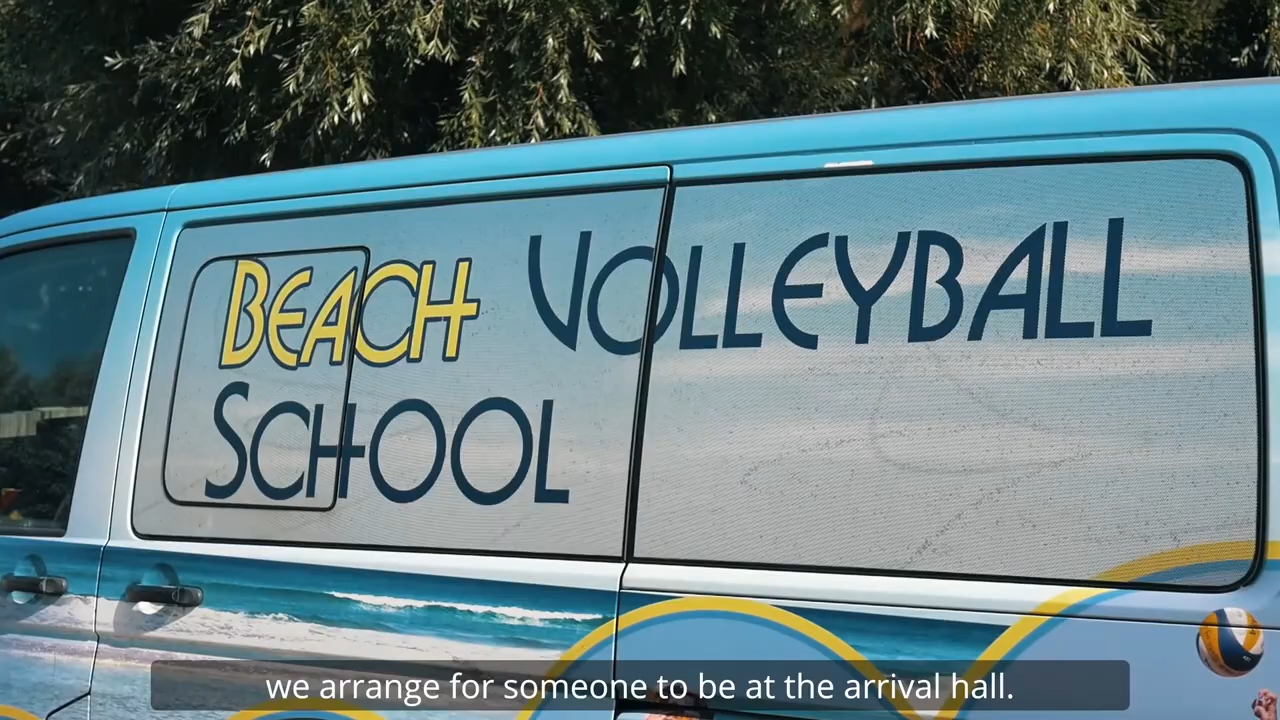 BEACH VOLLEYBALL
SCHOOL
we arrange for someone to be at the arrival hall.